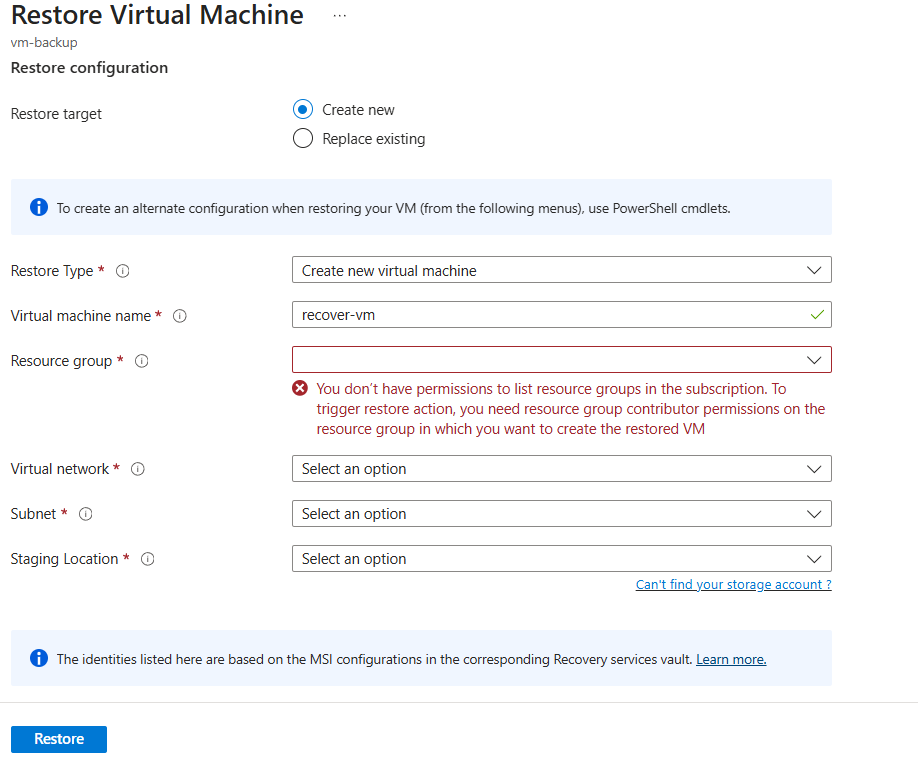 Restore Virtual Machine ...
vm-backup
Restore configuration
Restore target
Create new
Replace existing
To create an alternate configuration when restoring your VM (from the following menus), use PowerShell cmdlets.
Restore Type *
Create new virtual machine
Virtual machine name *
recover-vm
Resource group *
You don't have permissions to list resource groups in the subscription. To
trigger restore action, you need resource group contributor permissions on the
resource group in which you want to create the restored VM
Virtual network *
Select an option
Subnet *
Select an option
Staging Location *
Select an option
Can't find your storage account ?
The identities listed here are based on the MSI configurations in the corresponding Recovery services vault. Learn more.
Restore